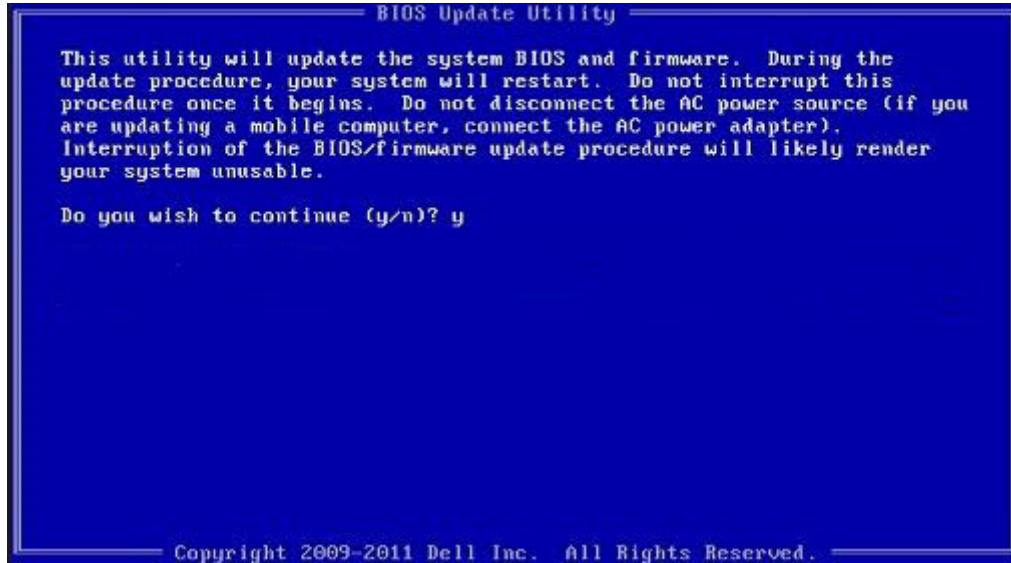 BIOS Update Utility
This utility will update the system BIOS and firmware. During the
update procedure, your system will restart. Do not interrupt this
procedure once it begins. Do not disconnect the AC power source (if you
are updating a mobile computer, connect the AC power adapter).
Interruption of the BIOS/firmware update procedure will likely render
your system unusable.
Do you wish to continue (y/n)? y
Copyright 2009-2011 Dell Inc. All Rights Reserved.